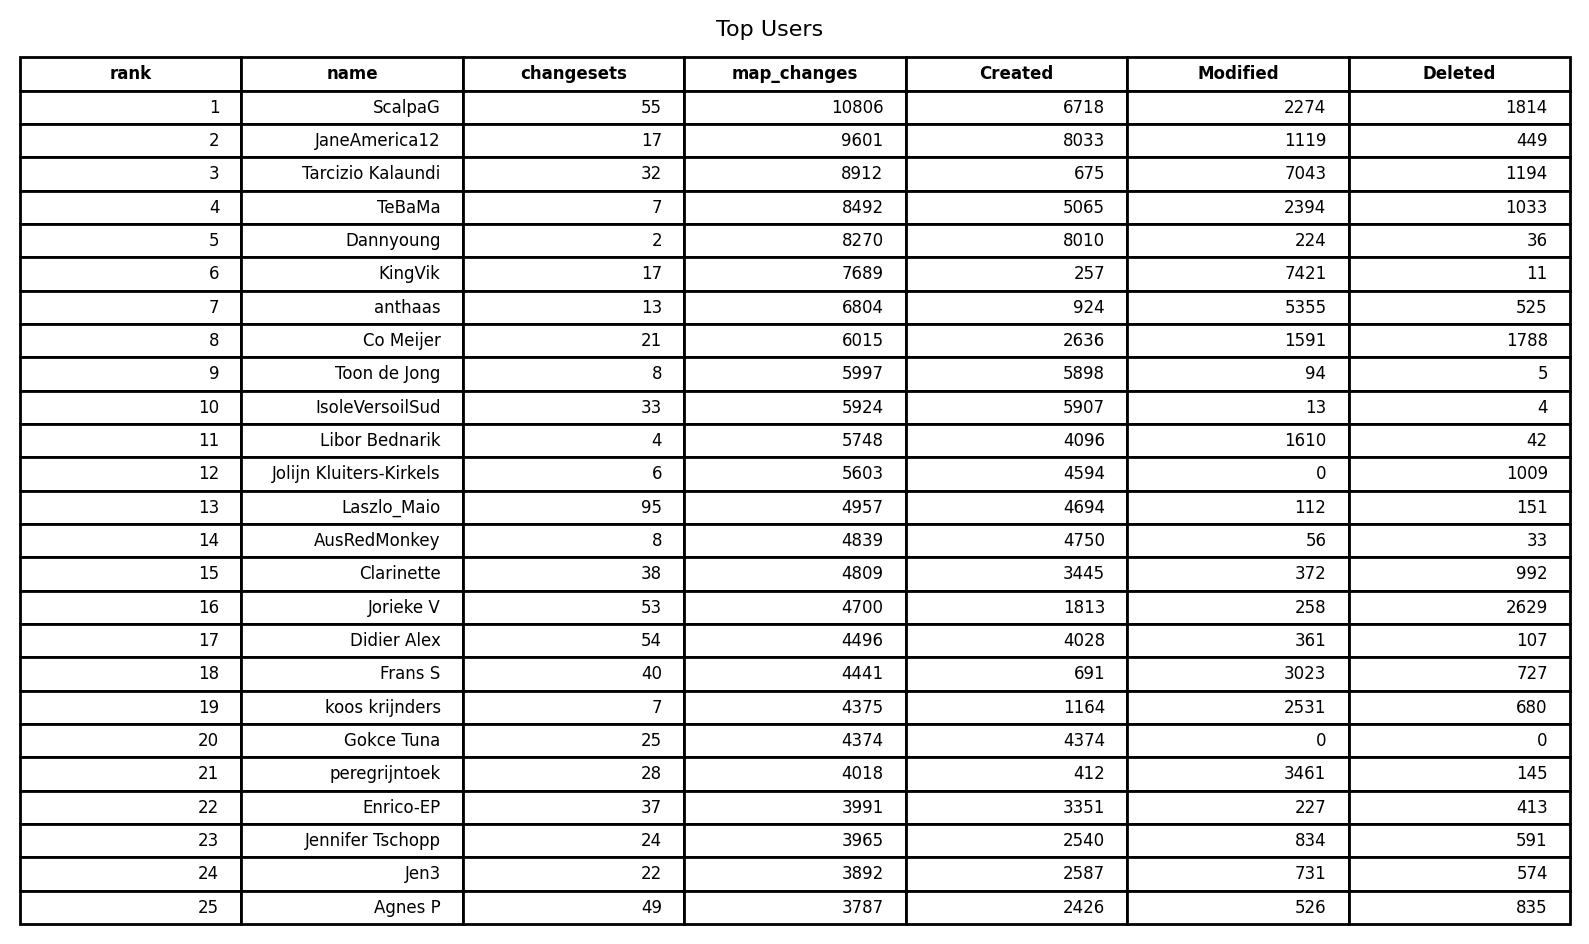 Top Users
rank name changesets map_changes Created Modified Deleted
1 ScalpaG 55 10806 6718 2274 1814
2 JaneAmerica12 17 9601 8033 1119 449
3 Tarcizio Kalaundi 32 8912 675 7043 1194
4 TeBaMa 7 8492 5065 2394 1033
5 Dannyoung 2 8270 8010 224 36
6 KingVik 17 7689 257 7421 11
7 anthaas 13 6804 924 5355 525
8 Co Meijer 21 6015 2636 1591 1788
9 Toon de Jong 8 5997 5898 94 5
10 IsoleVersoilSud 33 5924 5907 13 4
11 Libor Bednarik 4 5748 4096 1610 42
12 Jolijn Kluiters-Kirkels 6 5603 4594 0 1009
13 Laszlo_Maio 95 4957 4694 112 151
14 AusRedMonkey 8 4839 4750 56 33
15 Clarinette 38 4809 3445 372 992
16 Jorieke V 53 4700 1813 258 2629
17 Didier Alex 54 4496 4028 361 107
18 Frans S 40 4441 691 3023 727
19 koos krijnders 7 4375 1164 2531 680
20 Gokce Tuna 25 4374 4374 0 0
21 peregrijntoek 28 4018 412 3461 145
22 Enrico-EP 37 3991 3351 227 413
23 Jennifer Tschopp 24 3965 2540 834 591
24 Jen3 22 3892 2587 731 574
25 Agnes P 49 3787 2426 526 835